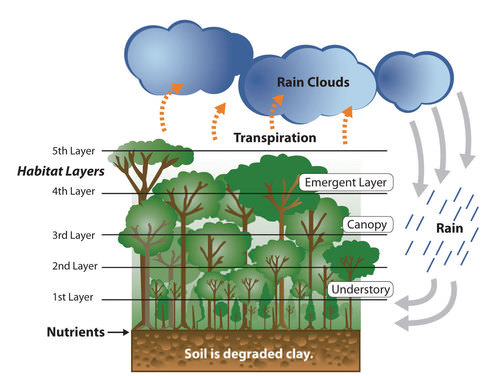 Rain Clouds
Transpiration
5th Layer
Habitat Layers
4th Layer
Emergent Layer
Canopy
Rain
3rd Layer
2nd Layer
Understory
1st Layer
Nutrients
Soil is degraded clay.